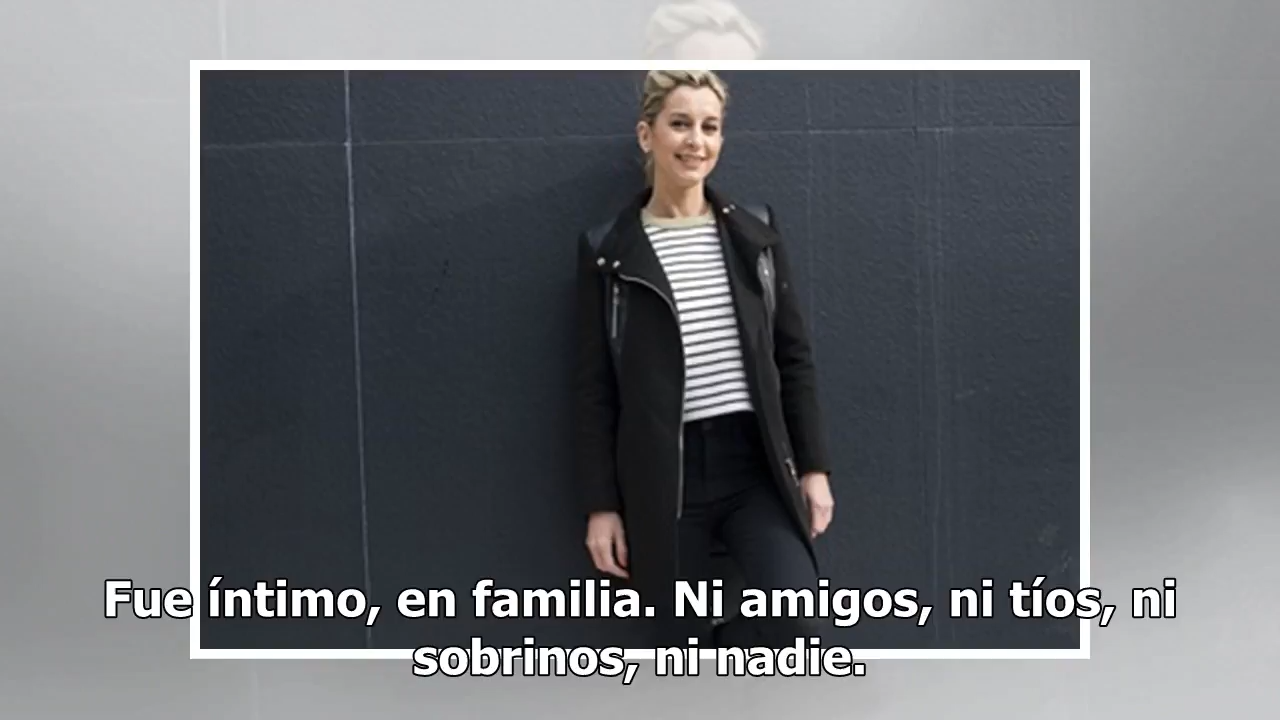 Fue íntimo, en familia. Ni amigos, ni tíos, ni
sobrinos, ni nadie.